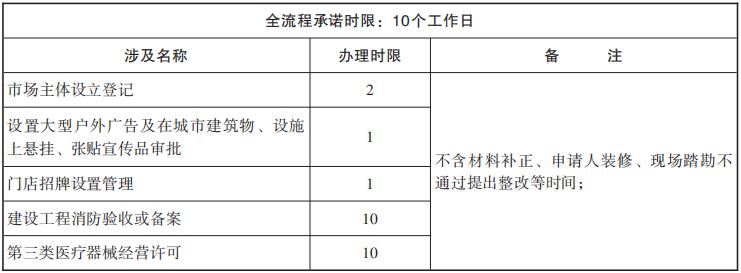 全流程承诺时限：10个工作日
涉及名称 办理时限 备 注
市场主体设立登记 2
设置大型户外广告及在城市建筑物、设施
上悬挂、张贴宣传品审批
1
门店招牌设置管理 1
建设工程消防验收或备案 10
第三类医疗器械经营许可 10
不含材料补正、申请人装修、现场踏勘不
通过提出整改等时间；